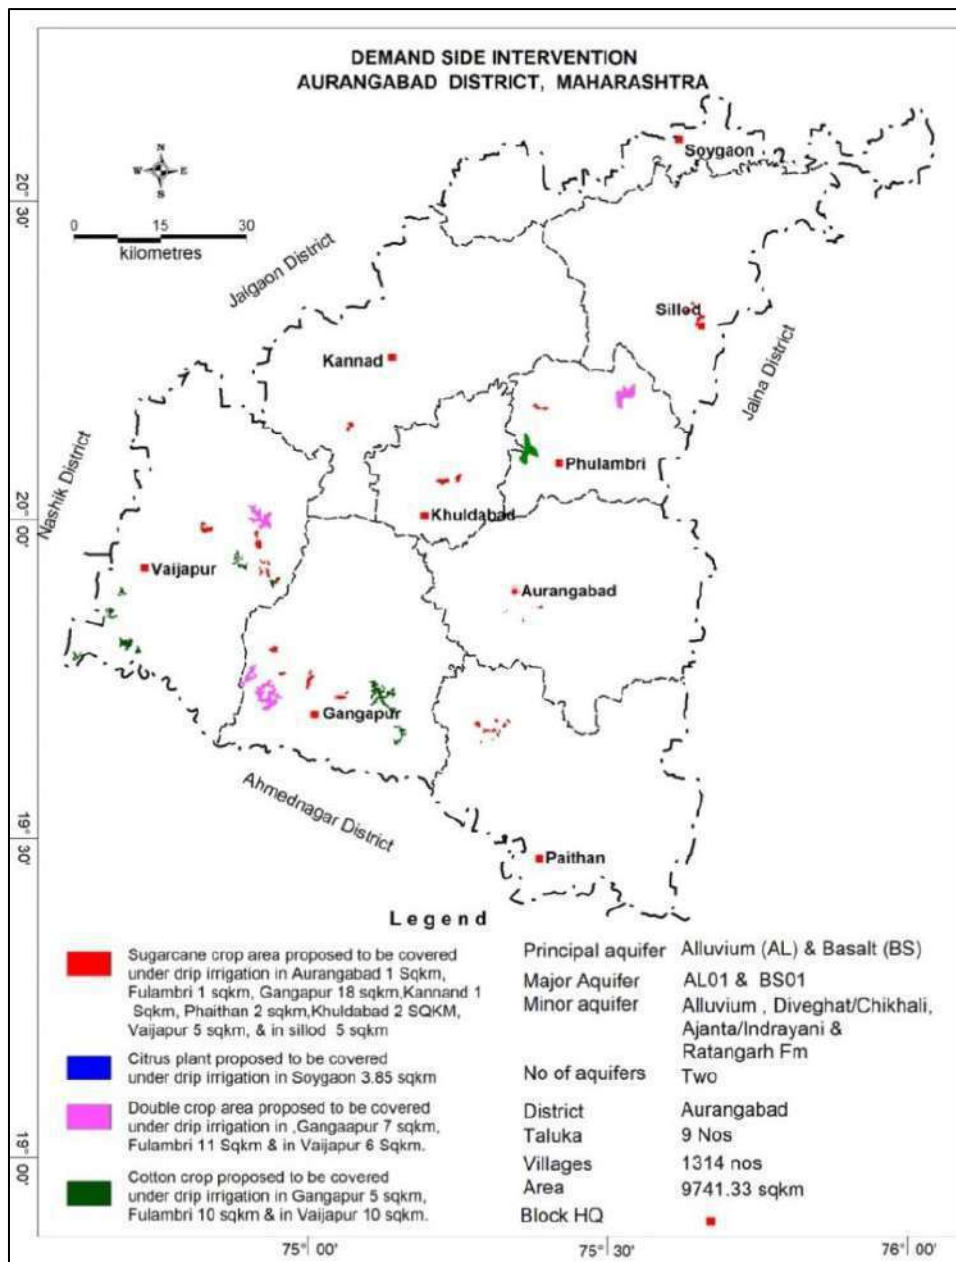 DEMAND SIDE INTERVENTION
AURANGABAD DISTRICT, MAHARASHTRA
N
W E
S
0 15 30
kilometres
20° 30'
20° 00'
19° 30'
19° 00'
Jalgaon District
Nashik District
Jalna District
Ahmednagar District
Soygaon
Sillod
Kannad
Phulambri
Khuldabad
Vaijapur
Aurangabad
Gangapur
Paithan
Legend
Sugarcane crop area proposed to be covered
under drip irrigation in Aurangabad 1 Sqkm,
Fulambri 1 sqkm, Gangapur 18 sqkm,Kannand 1
Sqkm, Phaithan 2 sqkm,Khuldabad 2 SQKM,
Vaijapur 5 sqkm, & in sillod 5 sqkm
Citrus plant proposed to be covered
under drip irrigation in Soygaon 3.85 sqkm
Double crop area proposed to be covered
under drip irrigation in ,Gangaapur 7 sqkm,
Fulambri 11 Sqkm & in Vaijapur 6 Sqkm.
Cotton crop proposed to be covered
under drip irrigation in Gangapur 5 sqkm,
Fulambri 10 sqkm & in Vaijapur 10 sqkm.
Principal aquifer Alluvium (AL) & Basalt (BS)
Major Aquifer AL01 & BS01
Minor aquifer Alluvium , Diveghat/Chikhali,
Ajanta/Indrayani &
Ratangarh Fm
No of aquifers Two
District Aurangabad
Taluka 9 Nos
Villages 1314 nos
Area 9741.33 sqkm
Block HQ
75° 00' 75° 30' 76° 00'